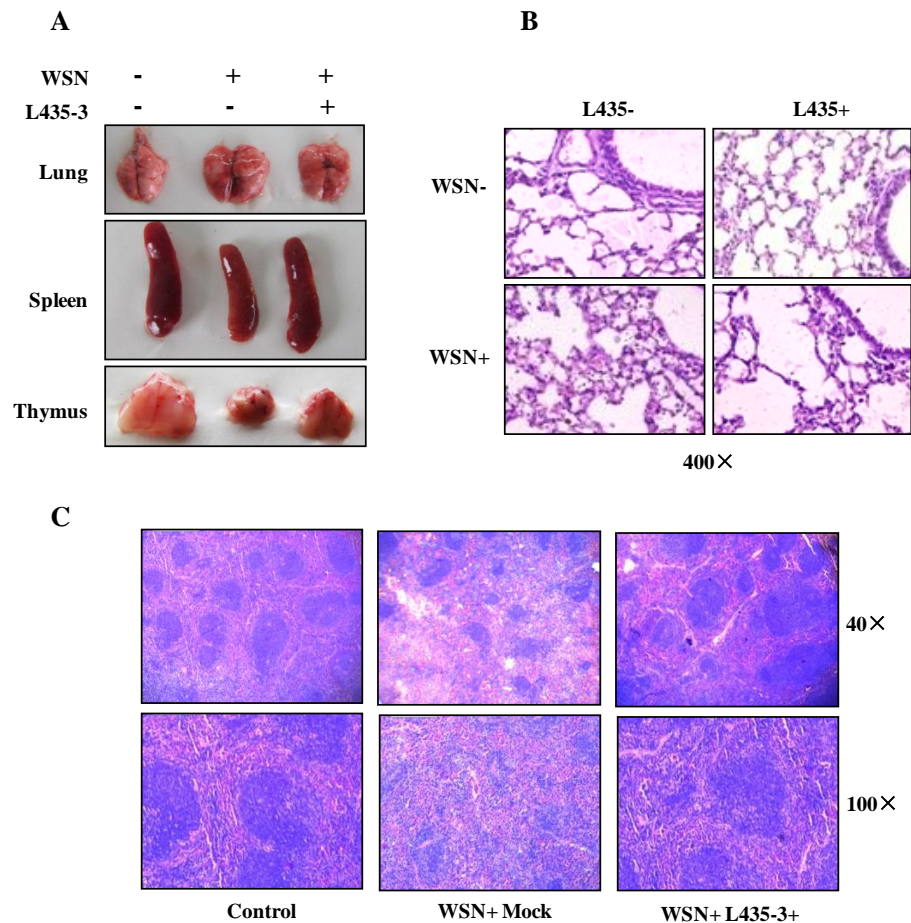 A
WSN - + +
L435-3 - - +
Lung
Spleen
Thymus
B
L435- L435+
WSN-
WSN+
400×
C
40×
100×
Control WSN+ Mock WSN+ L435-3+